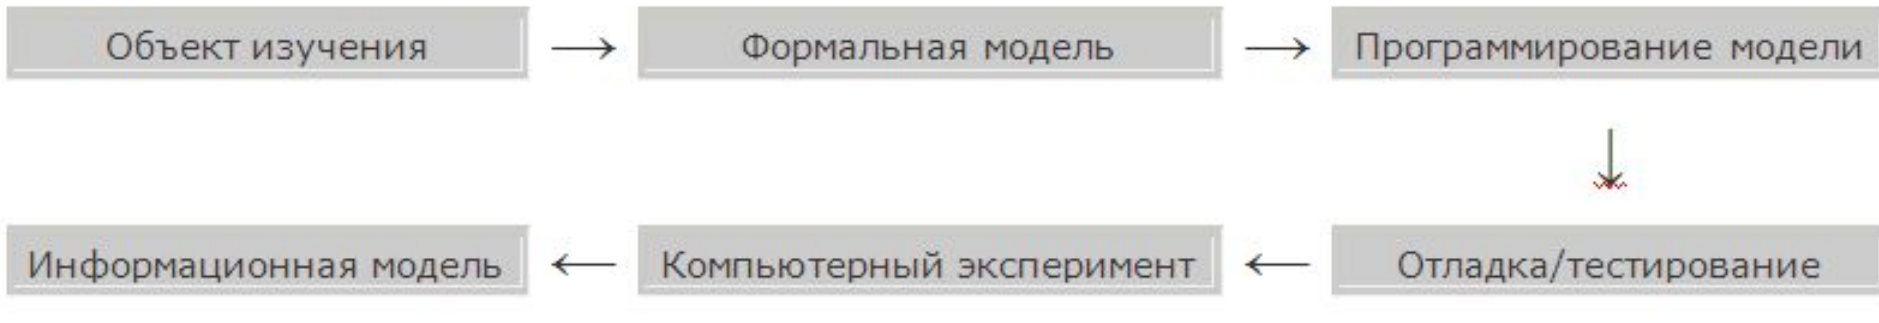 Объект изучения → Формальная модель → Программирование модели
↓
Информационная модель ← Компьютерный эксперимент ← Отладка/тестирование